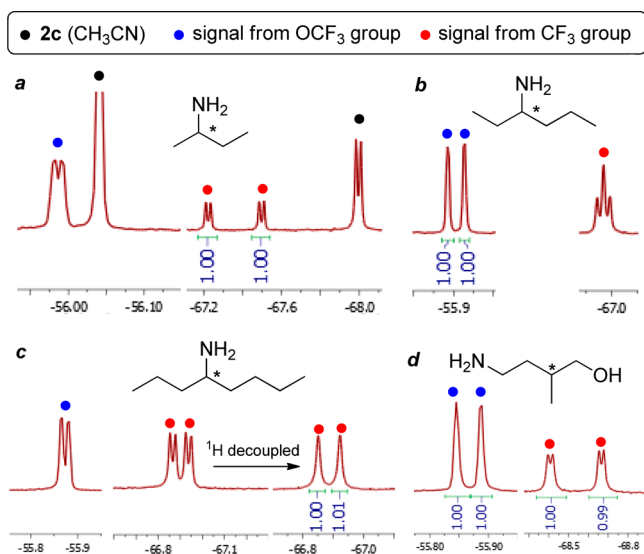 2c (CH₃CN) signal from OCF₃ group signal from CF₃ group
a
NH₂
*
b
NH₂
*
1.00 1.00
1.00 1.00
-56.00 -56.10 -67.2 -67.6 -68.0
-55.9 -67.0
c
NH₂
*
¹H decoupled
1.00 1.01
-55.8 -55.9 -66.8 -67.1 -66.8 -67.0
d
H₂N
*
OH
1.00 1.00 1.00 0.99
-55.80 -55.90 -68.5 -68.8